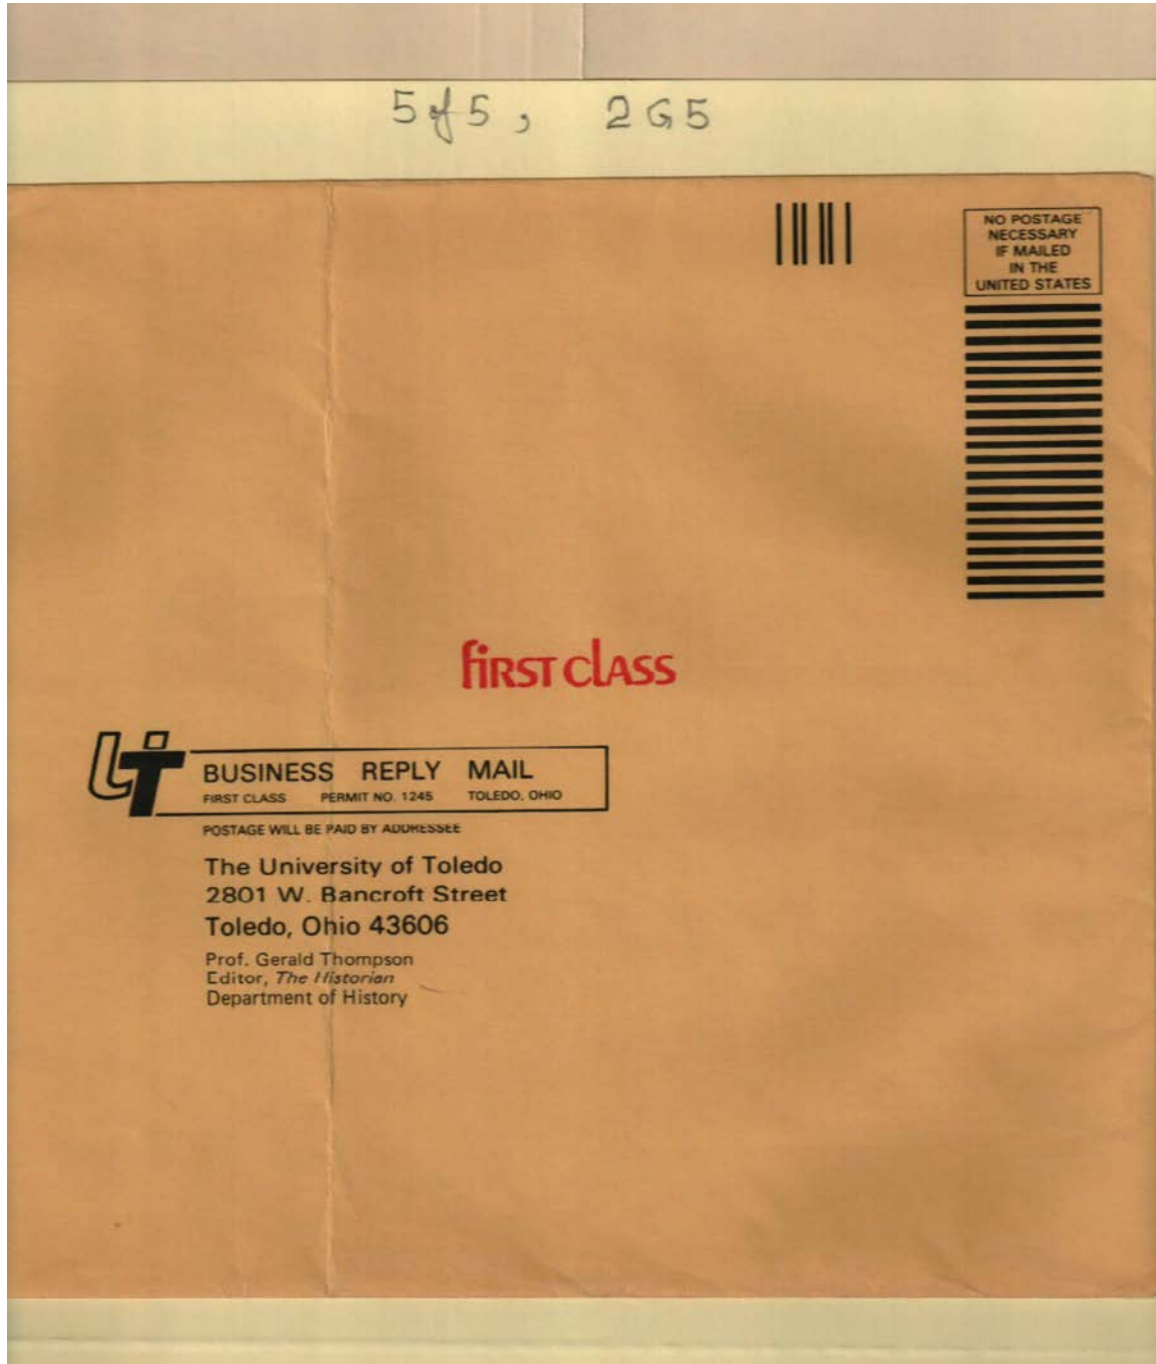 5 of 5, 2G5
NO POSTAGE
NECESSARY
IF MAILED
IN THE
UNITED STATES
first class
UT
BUSINESS REPLY MAIL
FIRST CLASS PERMIT NO. 1245 TOLEDO, OHIO
POSTAGE WILL BE PAID BY ADDRESSEE
The University of Toledo
2801 W. Bancroft Street
Toledo, Ohio 43606
Prof. Gerald Thompson
Editor, The Historian
Department of History